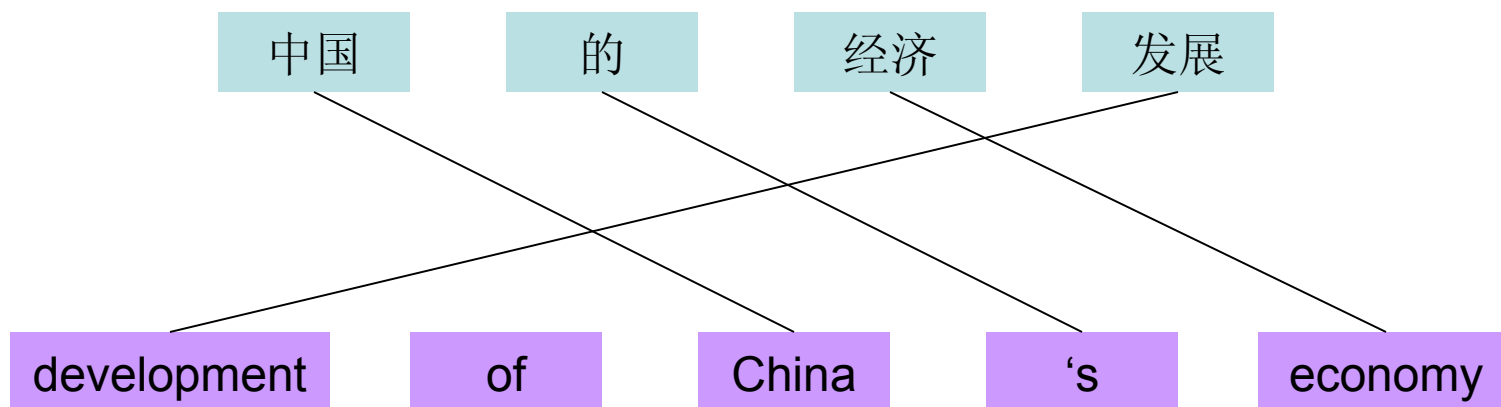 中国 的 经济 发展
development of China ‘s economy